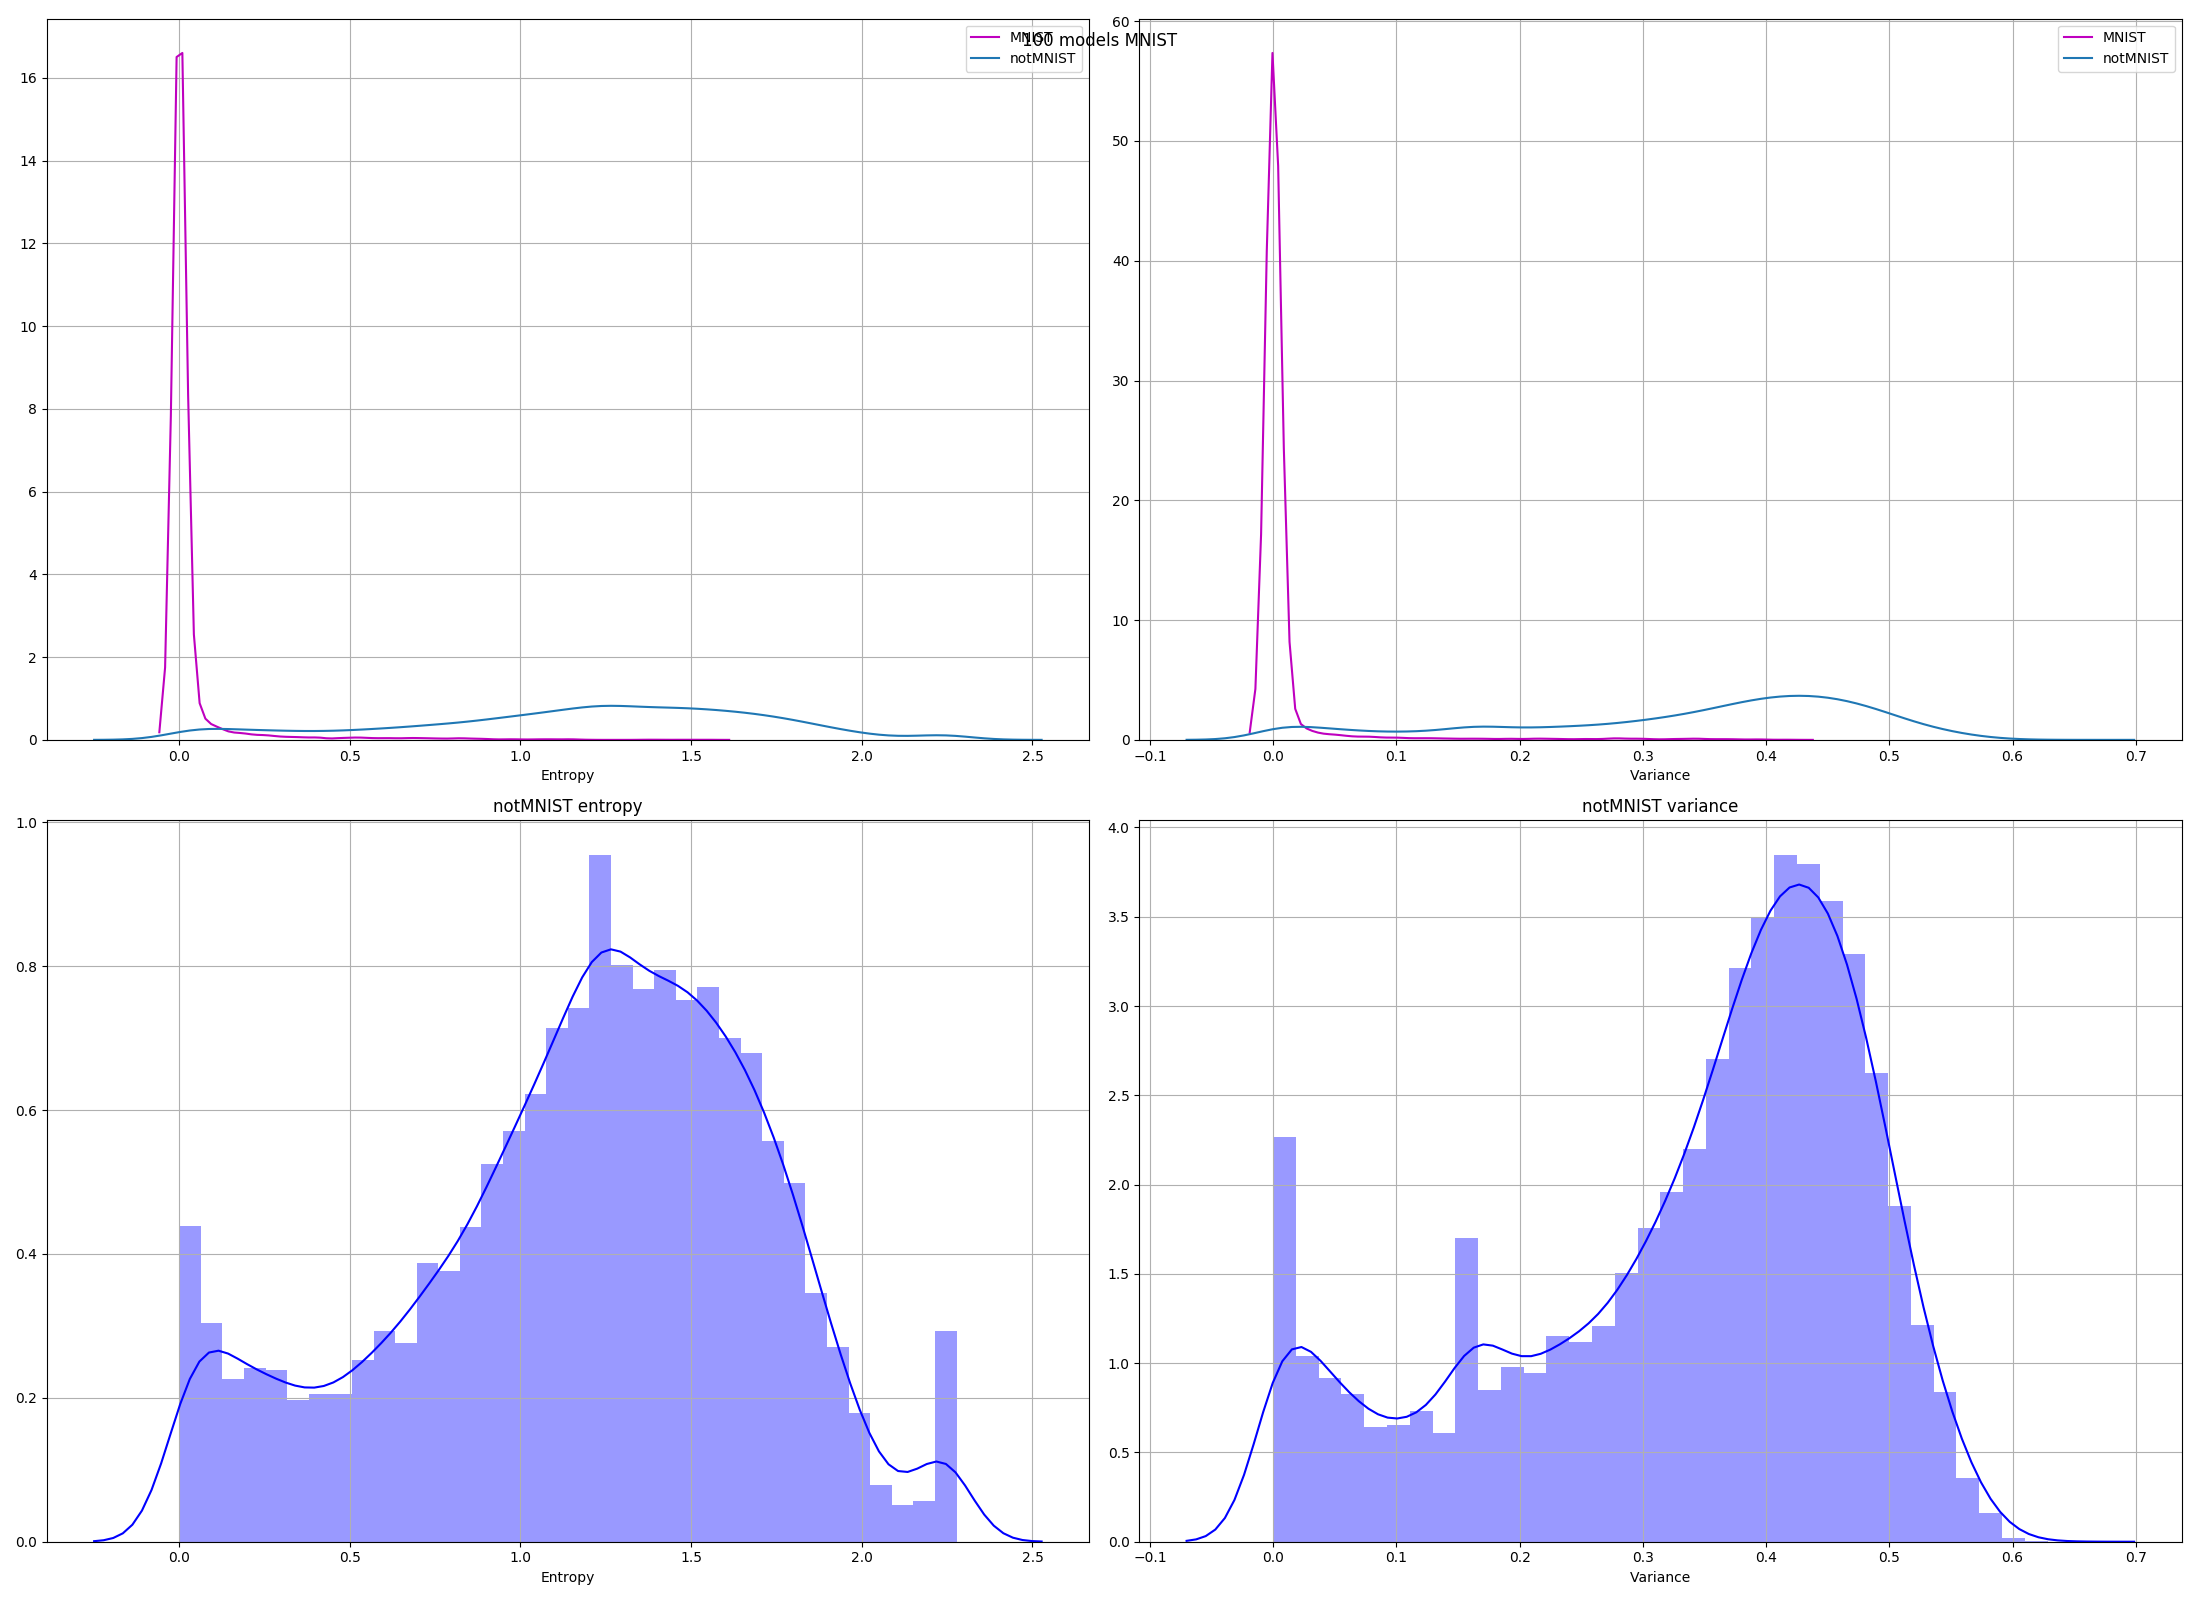 100 models MNIST
MNIST
notMNIST
16
14
12
10
8
6
4
2
0
0.0 0.5 1.0 1.5 2.0 2.5
Entropy
MNIST
notMNIST
60
50
40
30
20
10
0
−0.1 0.0 0.1 0.2 0.3 0.4 0.5 0.6 0.7
Variance
notMNIST entropy
1.0
0.8
0.6
0.4
0.2
0.0
0.0 0.5 1.0 1.5 2.0 2.5
Entropy
notMNIST variance
4.0
3.5
3.0
2.5
2.0
1.5
1.0
0.5
0.0
−0.1 0.0 0.1 0.2 0.3 0.4 0.5 0.6 0.7
Variance